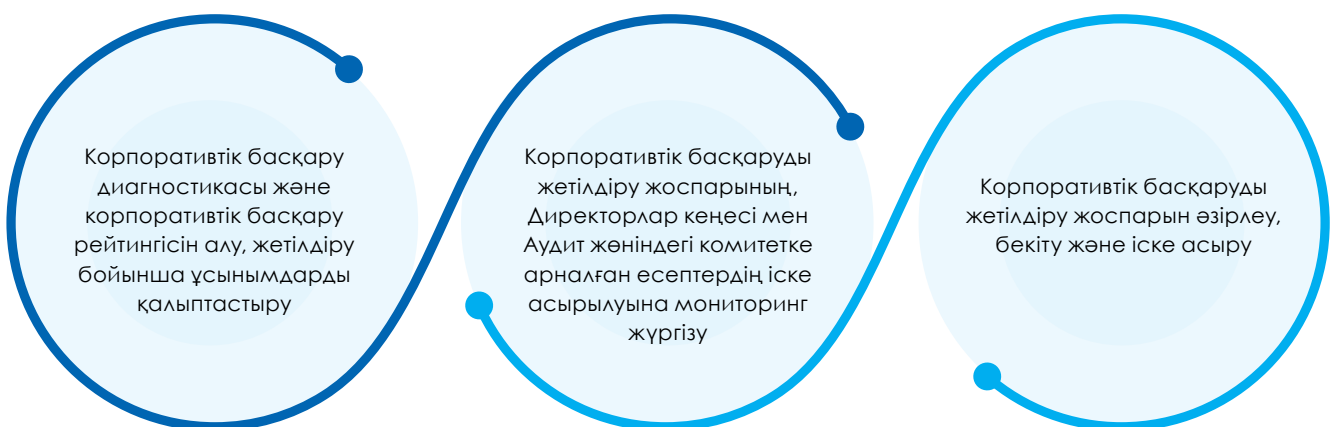 Корпоративтік басқару
диагностикасы және
корпоративтік басқару
рейтингісін алу, жетілдіру
бойынша ұсынымдарды
қалыптастыру
Корпоративтік басқаруды
жетілдіру жоспарының,
Директорлар кеңесі мен
Аудит жөніндегі комитетке
арналған есептердің іске
асырылуына мониторинг
жүргізу
Корпоративтік басқаруды
жетілдіру жоспарын әзірлеу,
бекіту және іске асыру